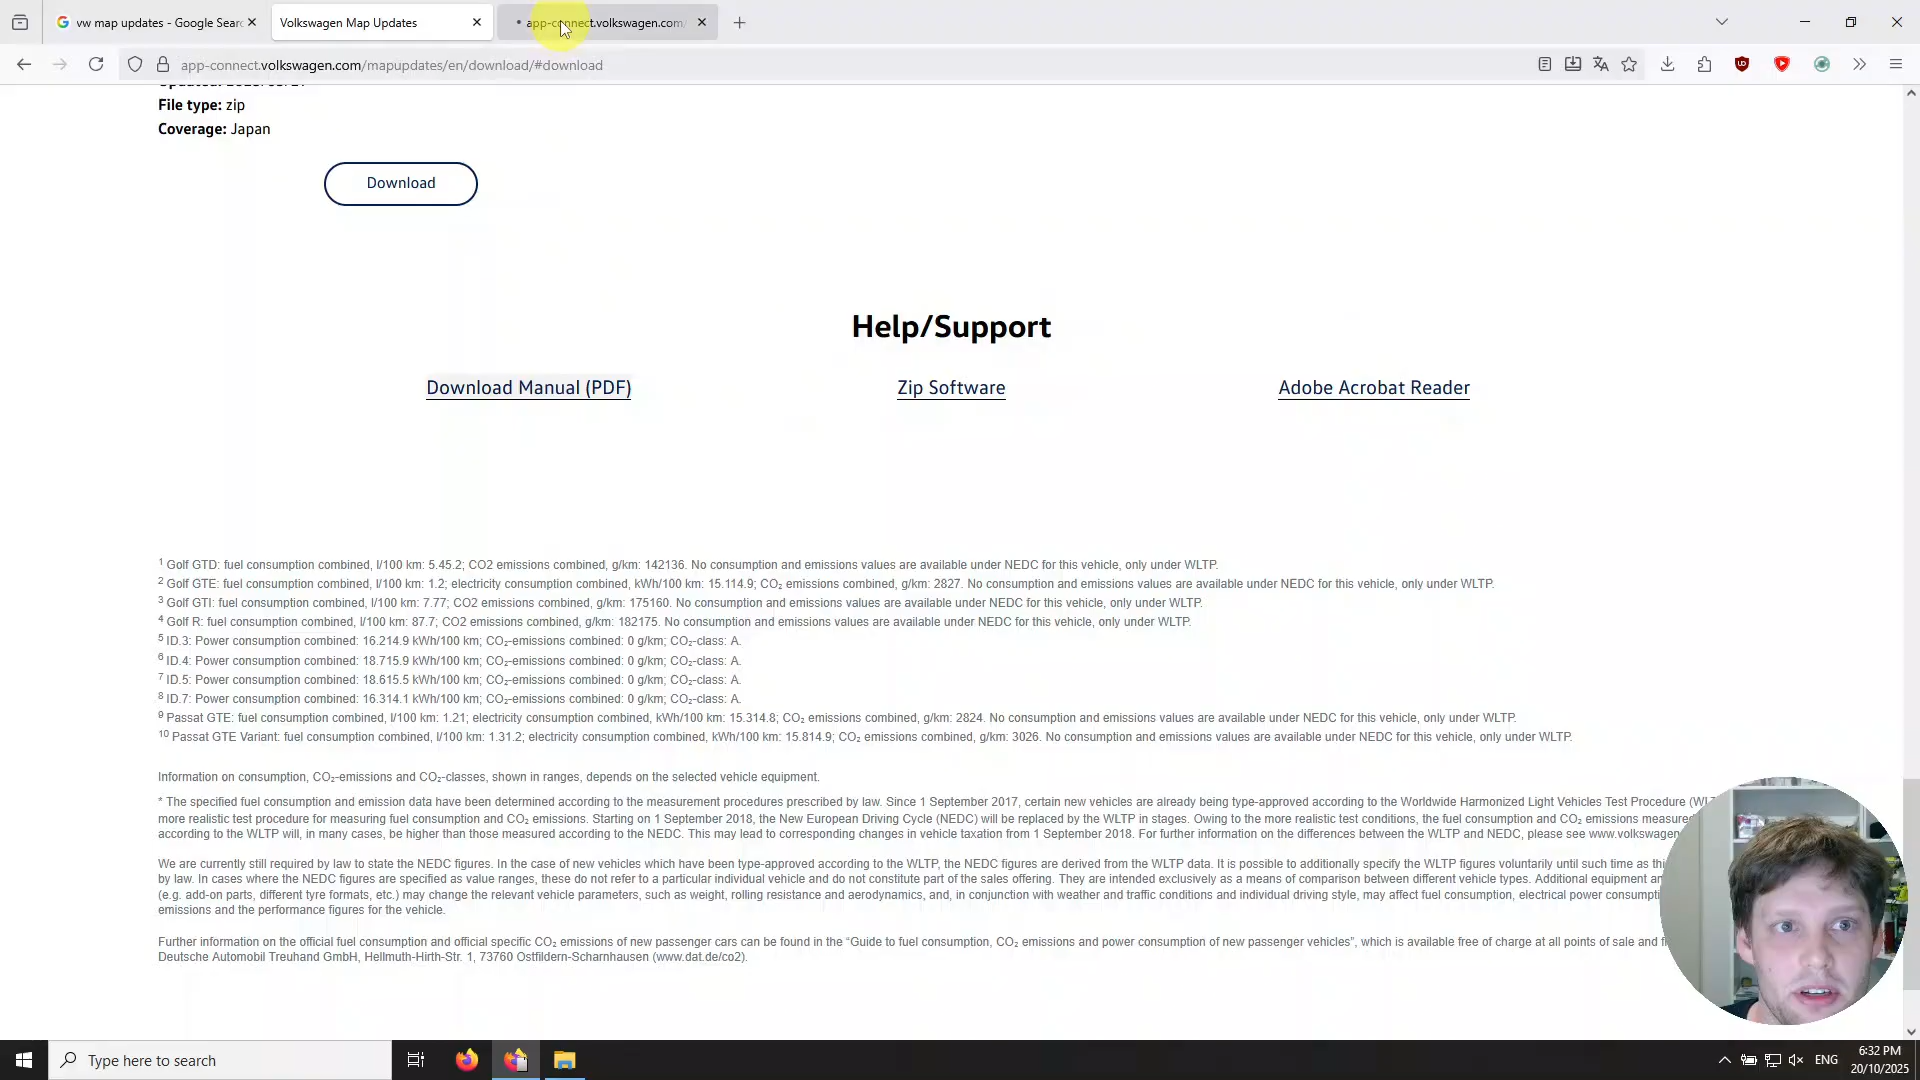 vw map updates - Google Sear
Volkswagen Map Updates
app-connect.volkswagen.com/
app-connect.volkswagen.com/mapupdates/en/download/#download
File type: zip
Coverage: Japan
Download
Help/Support
Download Manual (PDF)
Zip Software
Adobe Acrobat Reader
1 Golf GTD: fuel consumption combined, l/100 km: 5.45.2; CO2 emissions combined, g/km: 142136. No consumption and emissions values are available under NEDC for this vehicle, only under WLTP.
2 Golf GTE: fuel consumption combined, l/100 km: 1.2; electricity consumption combined, kWh/100 km: 15.114.9; CO₂ emissions combined, g/km: 2827. No consumption and emissions values are available under NEDC for this vehicle, only under WLTP.
3 Golf GTI: fuel consumption combined, l/100 km: 7.77; CO2 emissions combined, g/km: 175160. No consumption and emissions values are available under NEDC for this vehicle, only under WLTP.
4 Golf R: fuel consumption combined, l/100 km: 87.7; CO2 emissions combined, g/km: 182175. No consumption and emissions values are available under NEDC for this vehicle, only under WLTP.
5 ID.3: Power consumption combined: 16.214.9 kWh/100 km; CO₂-emissions combined: 0 g/km; CO₂-class: A.
6 ID.4: Power consumption combined: 18.715.9 kWh/100 km; CO₂-emissions combined: 0 g/km; CO₂-class: A.
7 ID.5: Power consumption combined: 18.615.5 kWh/100 km; CO₂-emissions combined: 0 g/km; CO₂-class: A.
8 ID.7: Power consumption combined: 16.314.1 kWh/100 km; CO₂-emissions combined: 0 g/km; CO₂-class: A.
9 Passat GTE: fuel consumption combined, l/100 km: 1.21; electricity consumption combined, kWh/100 km: 15.314.8; CO₂ emissions combined, g/km: 2824. No consumption and emissions values are available under NEDC for this vehicle, only under WLTP.
10 Passat GTE Variant: fuel consumption combined, l/100 km: 1.31.2; electricity consumption combined, kWh/100 km: 15.814.9; CO₂ emissions combined, g/km: 3026. No consumption and emissions values are available under NEDC for this vehicle, only under WLTP.
Information on consumption, CO₂-emissions and CO₂-classes, shown in ranges, depends on the selected vehicle equipment.
* The specified fuel consumption and emission data have been determined according to the measurement procedures prescribed by law. Since 1 September 2017, certain new vehicles are already being type-approved according to the Worldwide Harmonized Light Vehicles Test Procedure (WL
more realistic test procedure for measuring fuel consumption and CO₂ emissions. Starting on 1 September 2018, the New European Driving Cycle (NEDC) will be replaced by the WLTP in stages. Owing to the more realistic test conditions, the fuel consumption and CO₂ emissions measured
according to the WLTP will, in many cases, be higher than those measured according to the NEDC. This may lead to corresponding changes in vehicle taxation from 1 September 2018. For further information on the differences between the WLTP and NEDC, please see www.volkswagen
We are currently still required by law to state the NEDC figures. In the case of new vehicles which have been type-approved according to the WLTP, the NEDC figures are derived from the WLTP data. It is possible to additionally specify the WLTP figures voluntarily until such time as thi
by law. In cases where the NEDC figures are specified as value ranges, these do not refer to a particular individual vehicle and do not constitute part of the sales offering. They are intended exclusively as a means of comparison between different vehicle types. Additional equipment an
(e.g. add-on parts, different tyre formats, etc.) may change the relevant vehicle parameters, such as weight, rolling resistance and aerodynamics, and, in conjunction with weather and traffic conditions and individual driving style, may affect fuel consumption, electrical power consumpti
emissions and the performance figures for the vehicle.
Further information on the official fuel consumption and official specific CO₂ emissions of new passenger cars can be found in the “Guide to fuel consumption, CO₂ emissions and power consumption of new passenger vehicles”, which is available free of charge at all points of sale and f
Deutsche Automobil Treuhand GmbH, Hellmuth-Hirth-Str. 1, 73760 Ostfildern-Scharnhausen (www.dat.de/co2).
Type here to search
ENG
6:32 PM
20/10/2025